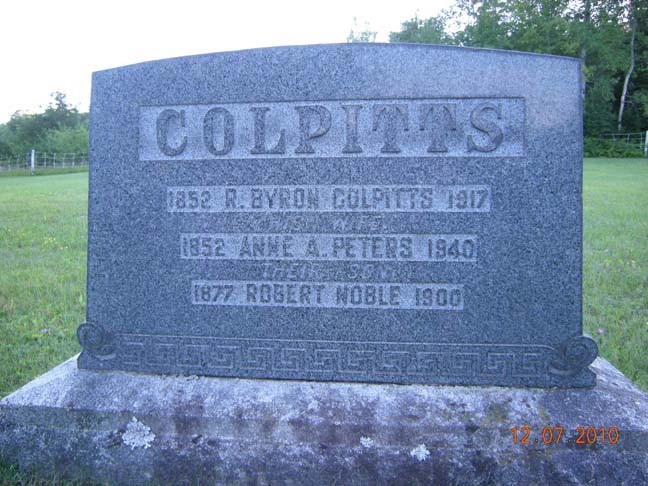 COLPITTS
1852 R. BYRON COLPITTS 1917
HIS WIFE
1852 ANNE A. PETERS 1940
THEIR SON
1877 ROBERT NOBLE 1900
12.07.2010